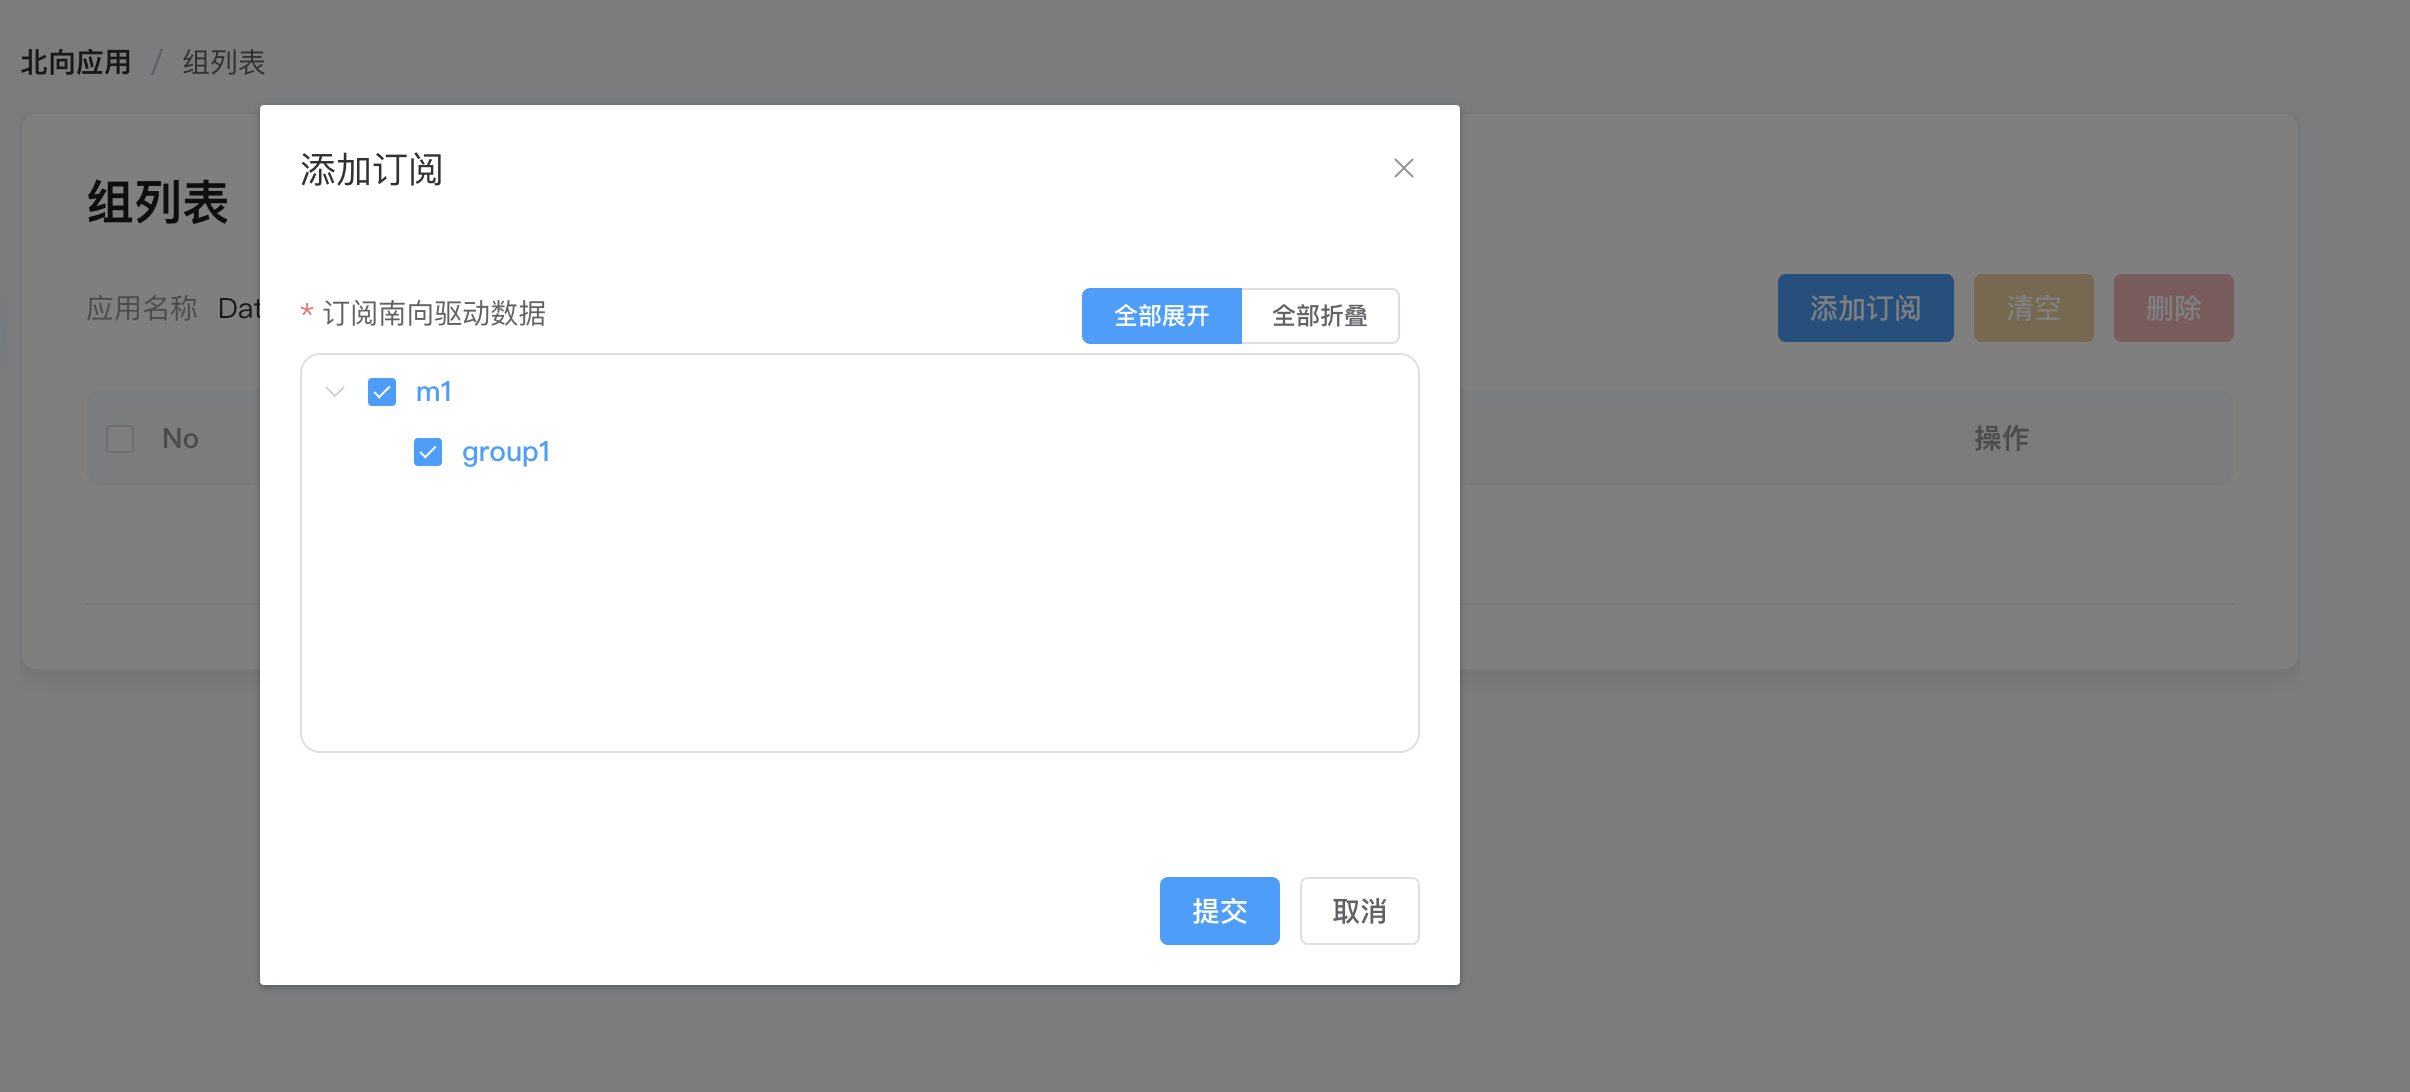 北向应用 / 组列表
组列表
应用名称
添加订阅 清空 删除
No 操作
添加订阅
* 订阅南向驱动数据
全部展开 全部折叠
m1
group1
提交 取消